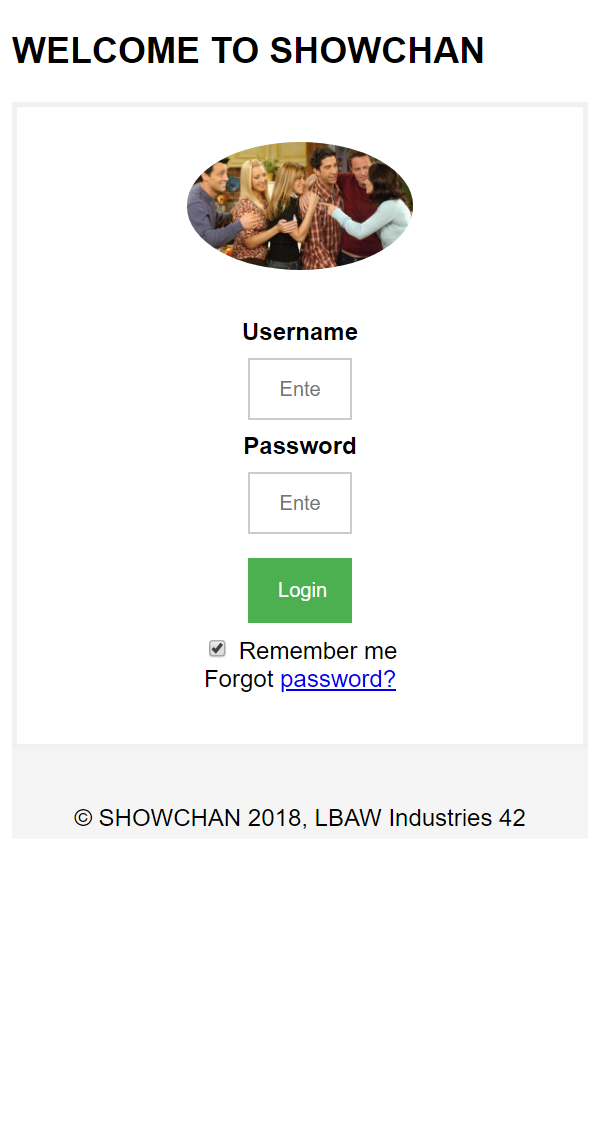 WELCOME TO SHOWCHAN
Username
Ente
Password
Ente
Login
Remember me
Forgot password?
© SHOWCHAN 2018, LBAW Industries 42